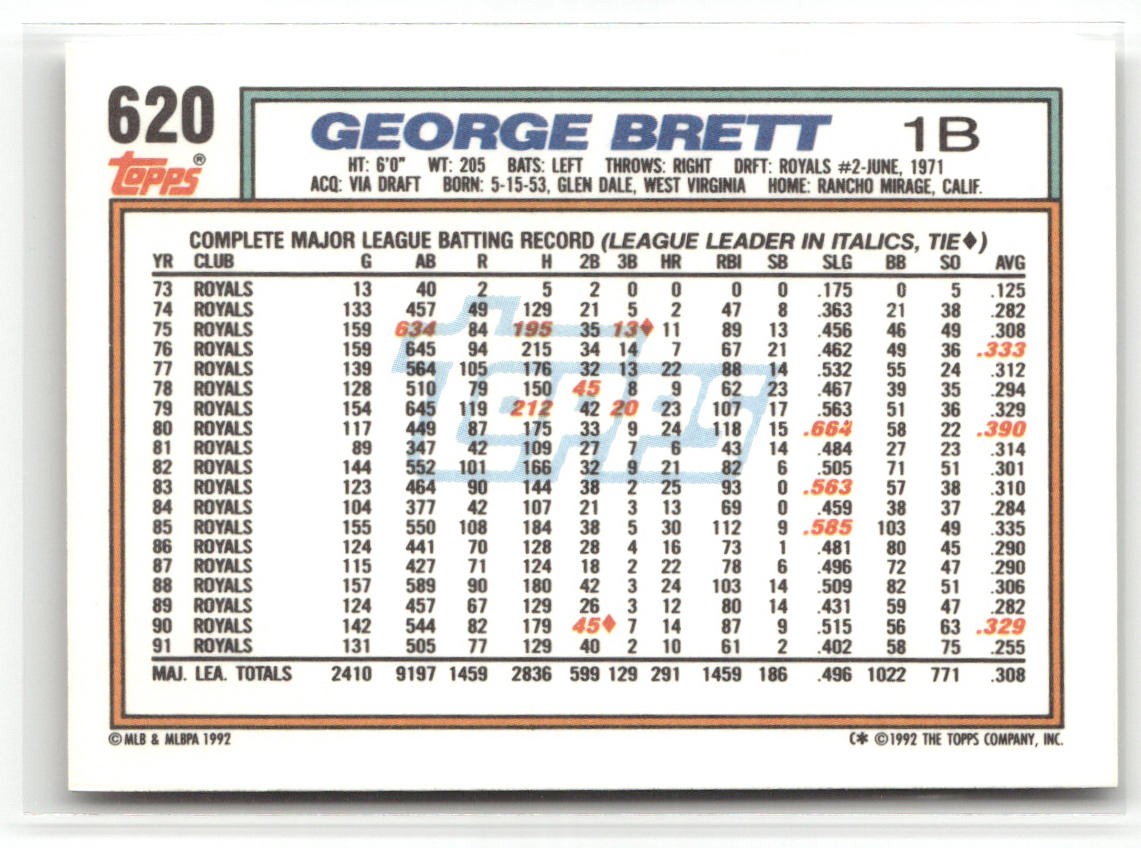 620
Topps®
GEORGE BRETT 1B
HT: 6'0" WT: 205 BATS: LEFT THROWS: RIGHT DRFT: ROYALS #2-JUNE, 1971
ACQ: VIA DRAFT BORN: 5-15-53, GLEN DALE, WEST VIRGINIA HOME: RANCHO MIRAGE, CALIF.
COMPLETE MAJOR LEAGUE BATTING RECORD (LEAGUE LEADER IN ITALICS, TIE♦)
YR CLUB G AB R H 2B 3B HR RBI SB SLG BB SO AVG
73 ROYALS 13 40 2 5 2 0 0 0 0 .175 0 5 .125
74 ROYALS 133 457 49 129 21 5 2 47 8 .363 21 38 .282
75 ROYALS 159 634 84 195 35 13♦ 11 89 13 .456 46 49 .308
76 ROYALS 159 645 94 215 34 14 7 67 21 .462 49 36 .333
77 ROYALS 139 564 105 176 32 13 22 88 14 .532 55 24 .312
78 ROYALS 128 510 79 150 45 8 9 62 23 .467 39 35 .294
79 ROYALS 154 645 119 212 42 20 23 107 17 .563 51 36 .329
80 ROYALS 117 449 87 175 33 9 24 118 15 .664 58 22 .390
81 ROYALS 89 347 42 109 27 7 6 43 14 .484 27 23 .314
82 ROYALS 144 552 101 166 32 9 21 82 6 .505 71 51 .301
83 ROYALS 123 464 90 144 38 2 25 93 0 .563 57 38 .310
84 ROYALS 104 377 42 107 21 3 13 69 0 .459 38 37 .284
85 ROYALS 155 550 108 184 38 5 30 112 9 .585 103 49 .335
86 ROYALS 124 441 70 128 28 4 16 73 1 .481 80 45 .290
87 ROYALS 115 427 71 124 18 2 22 78 6 .496 72 47 .290
88 ROYALS 157 589 90 180 42 3 24 103 14 .509 82 51 .306
89 ROYALS 124 457 67 129 26 3 12 80 14 .431 59 47 .282
90 ROYALS 142 544 82 179 45♦ 7 14 87 9 .515 56 63 .329
91 ROYALS 131 505 77 129 40 2 10 61 2 .402 58 75 .255
MAJ. LEA. TOTALS 2410 9197 1459 2836 599 129 291 1459 186 .496 1022 771 .308
Topps
©MLB & MLBPA 1992 C* ©1992 THE TOPPS COMPANY, INC.